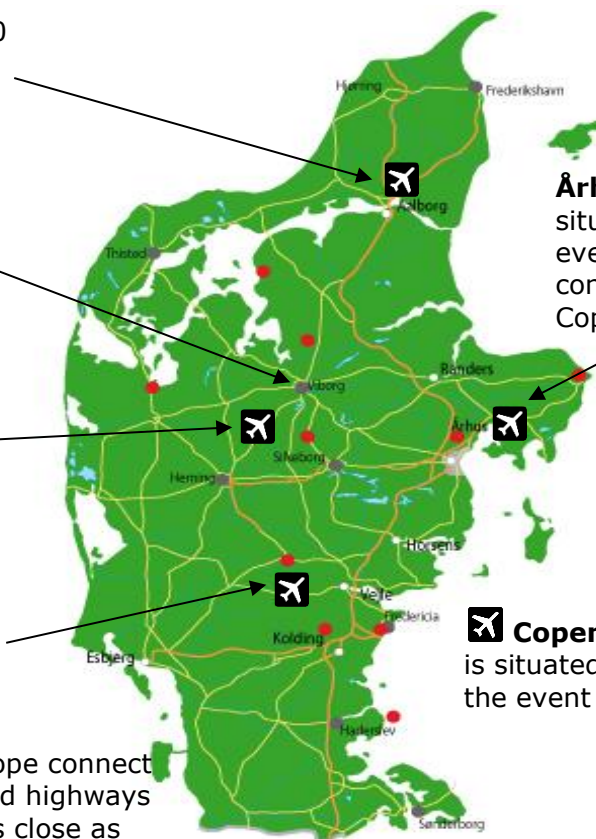 0
Hjørring
Frederikshavn
Aalborg
Årh
situ
eve
con
Cop
Thisted
Randers
Viborg
Århus
Silkeborg
Herning
Horsens
Vejle
Fredericia
Kolding
Esbjerg
Coper
is situated
the event
Haderslev
ope connect
d highways
s close as
Sønderborg